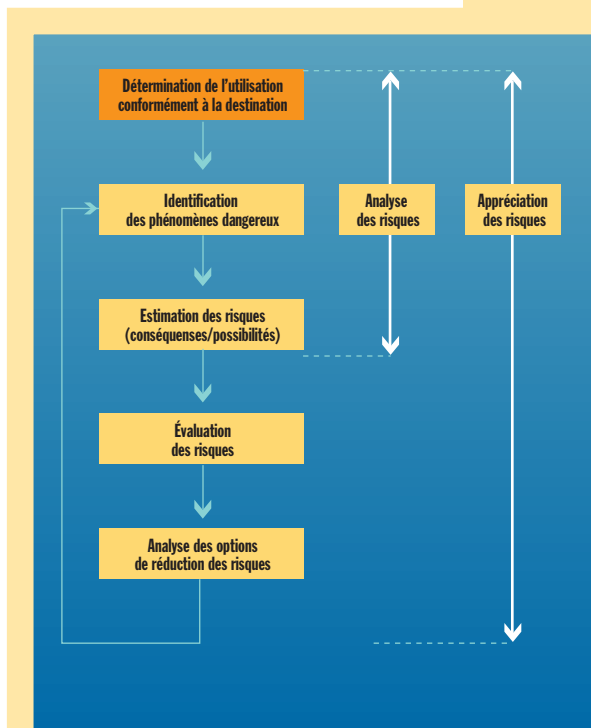 Détermination de l'utilisation
conformément à la destination
Identification
des phénomènes dangereux
Analyse
des risques
Appréciation
des risques
Estimation des risques
(conséquenses/possibilités)
Évaluation
des risques
Analyse des options
de réduction des risques